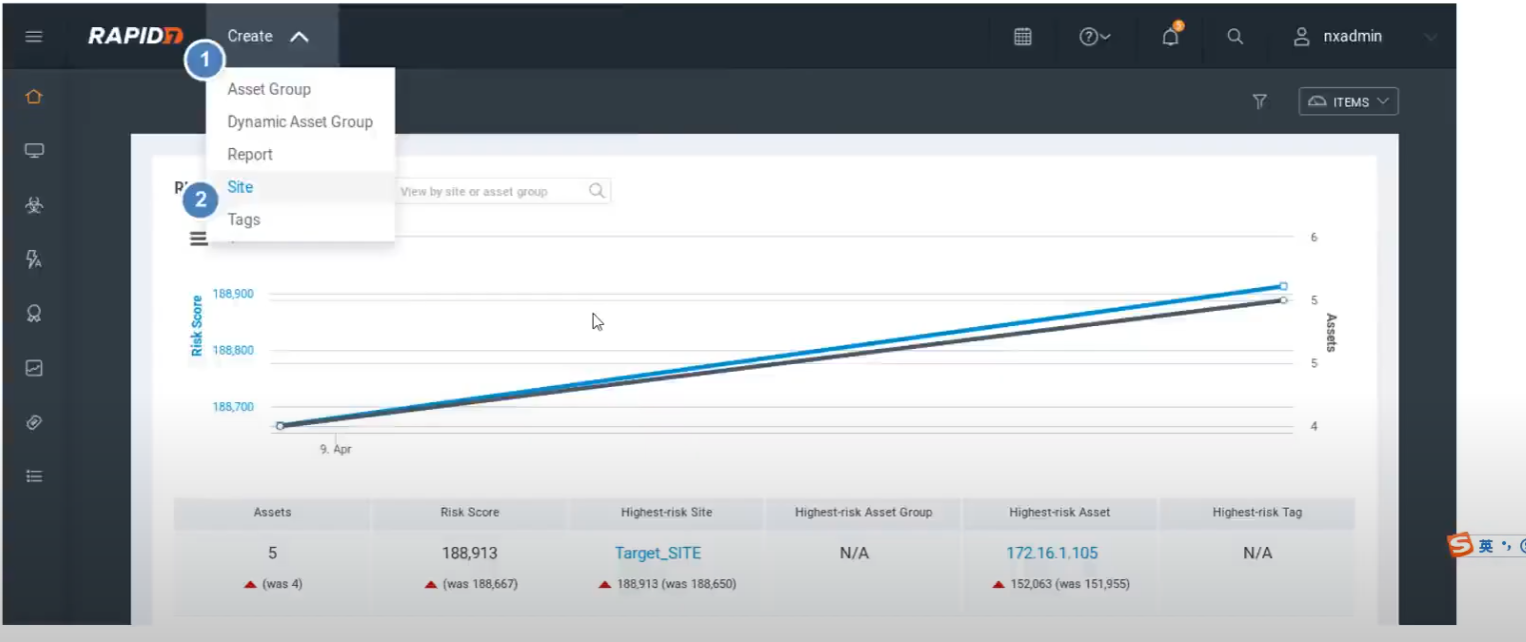 RAPID7 Create nxadmin
1
Asset Group
Dynamic Asset Group
ITEMS
Report
Site
View by site or asset group
2
Tags
6
188,900
5
Risk Score
Assets
188,800
5
188,700
4
9. Apr
Assets Risk Score Highest-risk Site Highest-risk Asset Group Highest-risk Asset Highest-risk Tag
5 188,913 Target_SITE N/A 172.16.1.105 N/A
(was 4) (was 188,667) 188,913 (was 188,650) 152,063 (was 151,955)
英